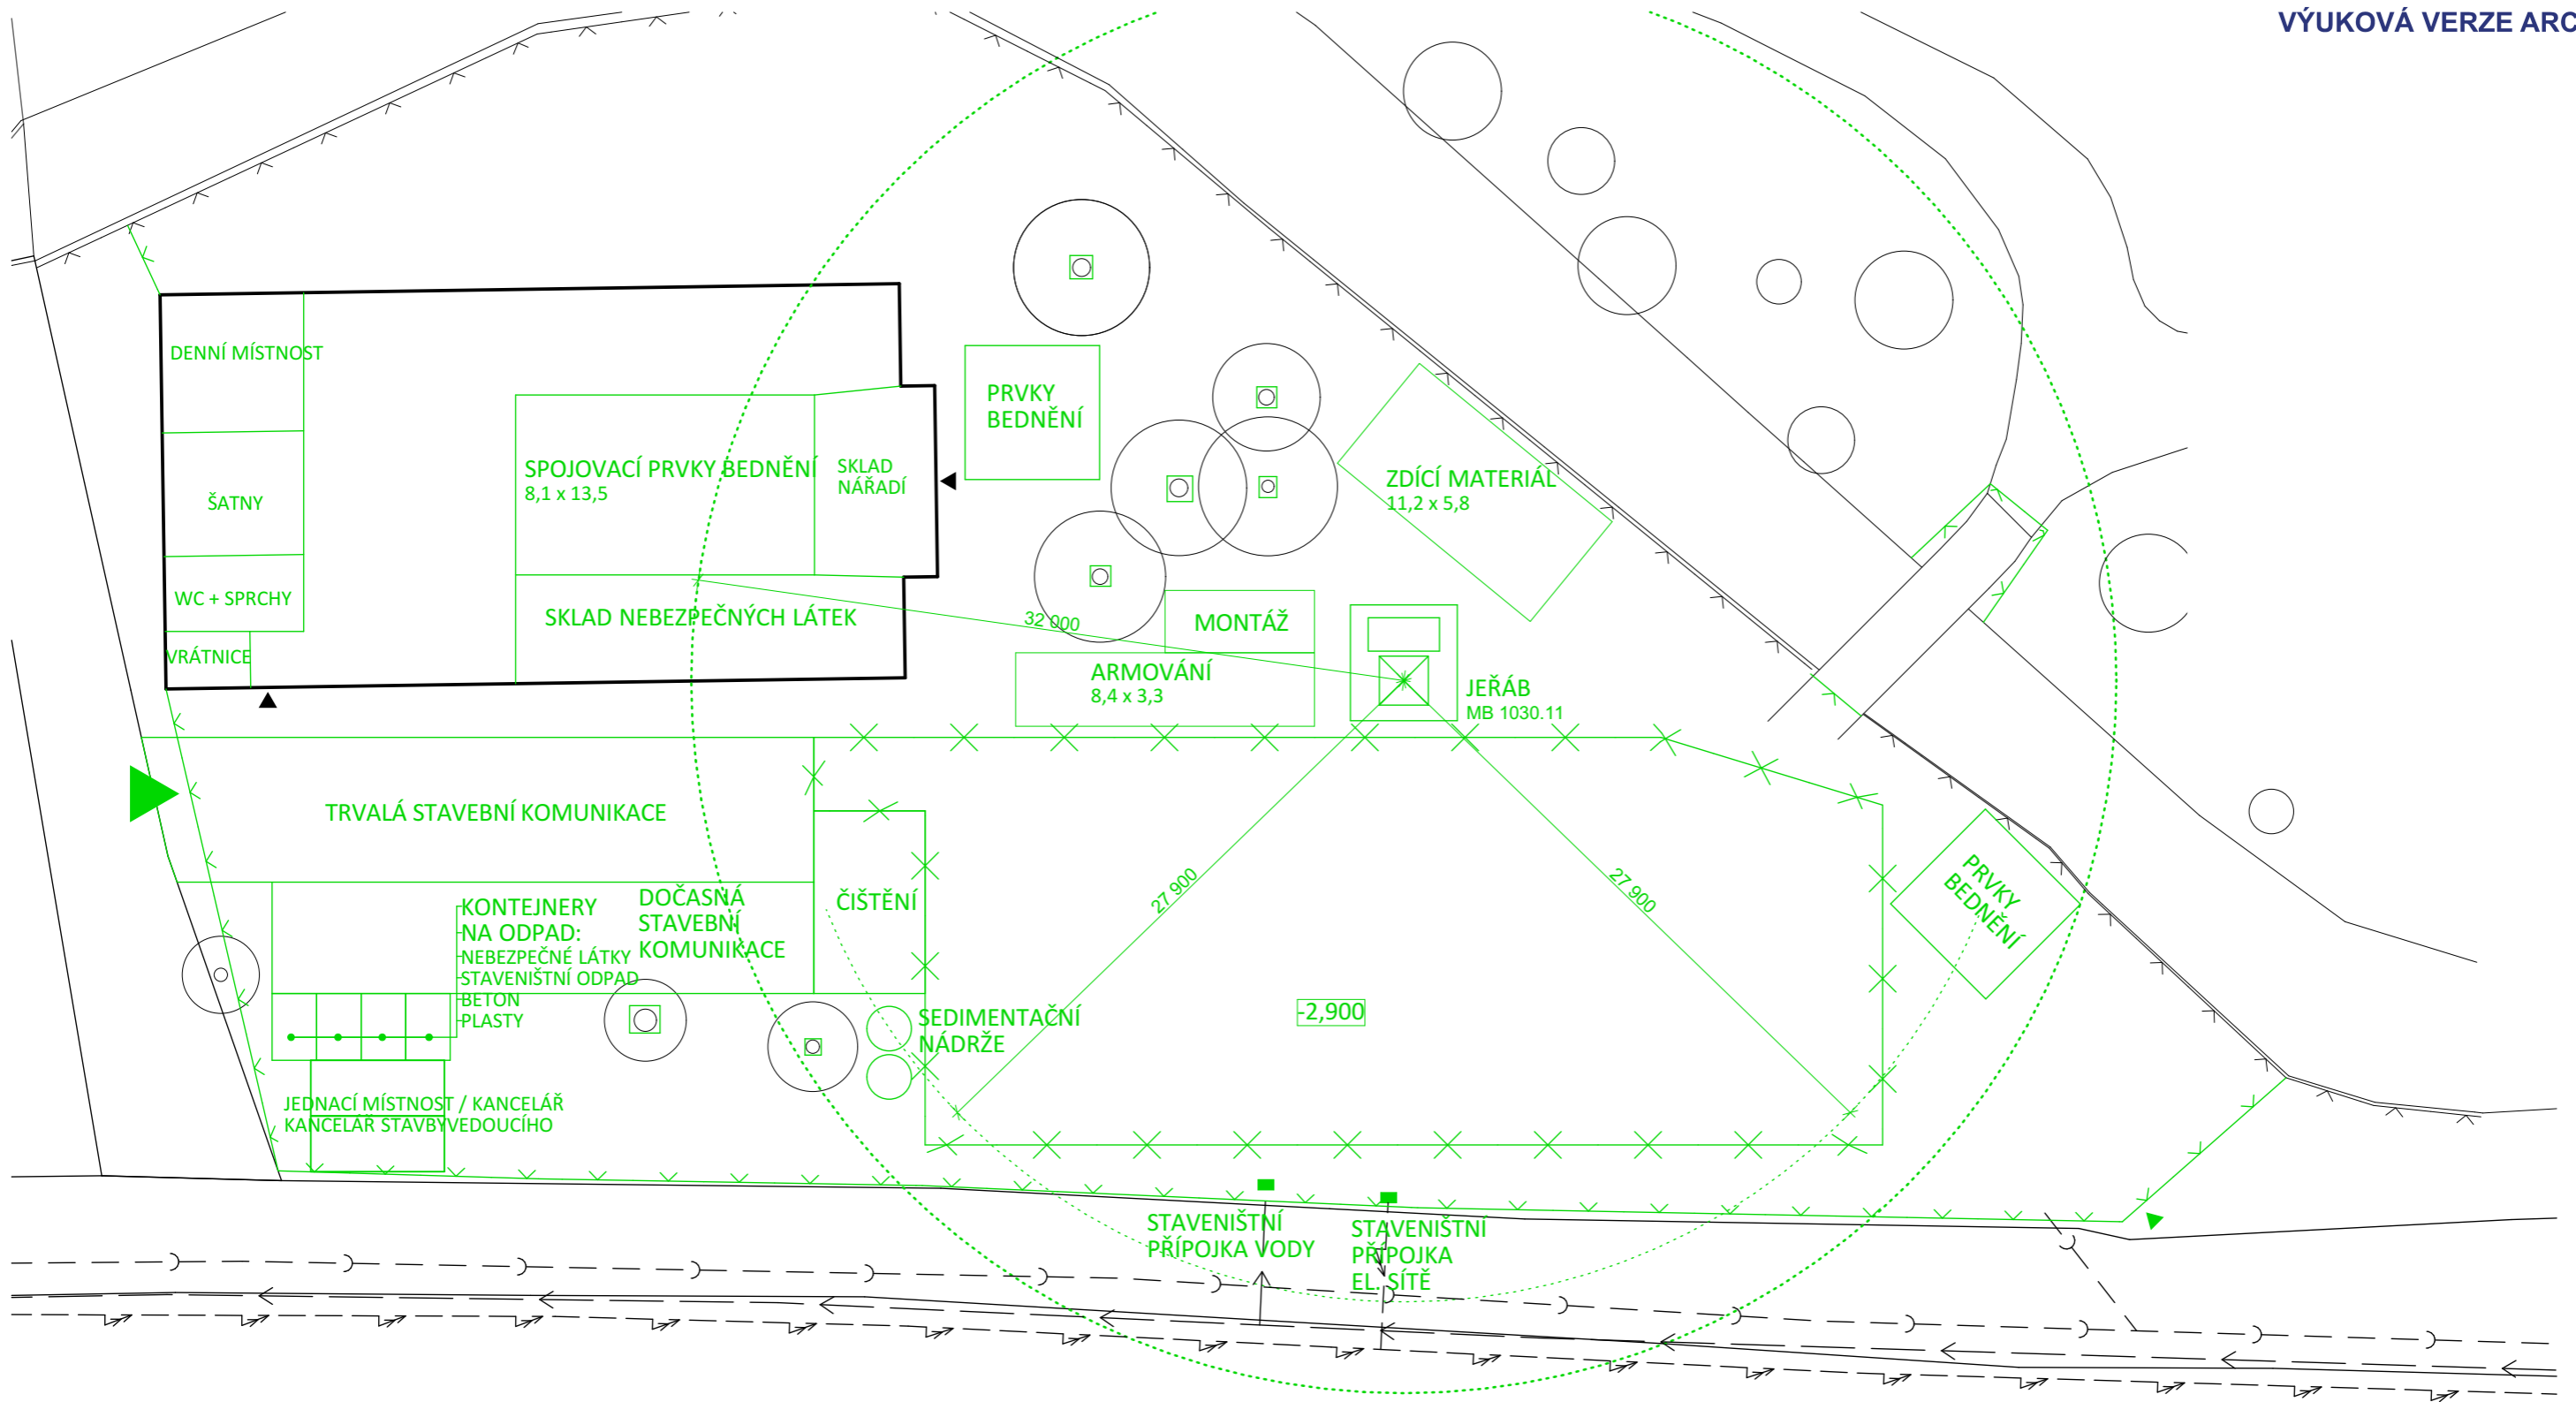 VÝUKOVÁ VERZE ARC
DENNÍ MÍSTNOST
ŠATNY
WC + SPRCHY
VRÁTNICE
SPOJOVACÍ PRVKY BEDNĚNÍ
8,1 x 13,5
SKLAD
NÁŘADÍ
SKLAD NEBEZPEČNÝCH LÁTEK
PRVKY
BEDNĚNÍ
ZDÍCÍ MATERIÁL
11,2 x 5,8
32 000
MONTÁŽ
ARMOVÁNÍ
8,4 x 3,3
JEŘÁB
MB 1030.11
TRVALÁ STAVEBNÍ KOMUNIKACE
KONTEJNERY
NA ODPAD:
NEBEZPEČNÉ LÁTKY
STAVENIŠTNÍ ODPAD
BETON
PLASTY
DOČASNÁ
STAVEBNÍ
KOMUNIKACE
ČIŠTĚNÍ
27 900
27 900
PRVKY
BEDNĚNÍ
SEDIMENTAČNÍ
NÁDRŽE
-2,900
JEDNACÍ MÍSTNOST / KANCELÁŘ
KANCELÁŘ STAVBYVEDOUCÍHO
STAVENIŠTNÍ
PŘÍPOJKA VODY
STAVENIŠTNÍ
PŘÍPOJKA
EL. SÍTĚ